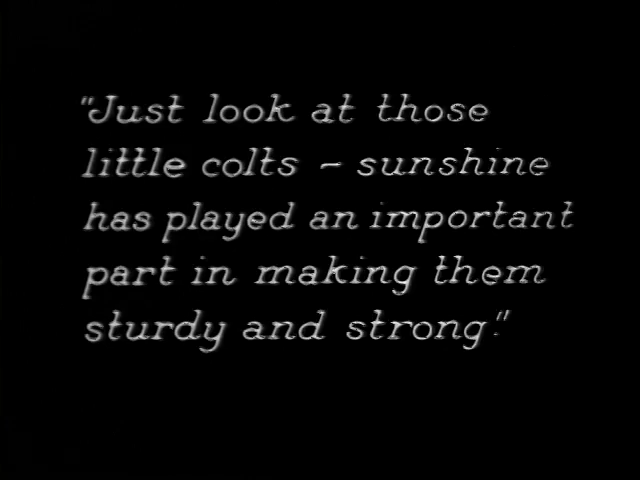 "Just look at those
little colts - sunshine
has played an important
part in making them
sturdy and strong."